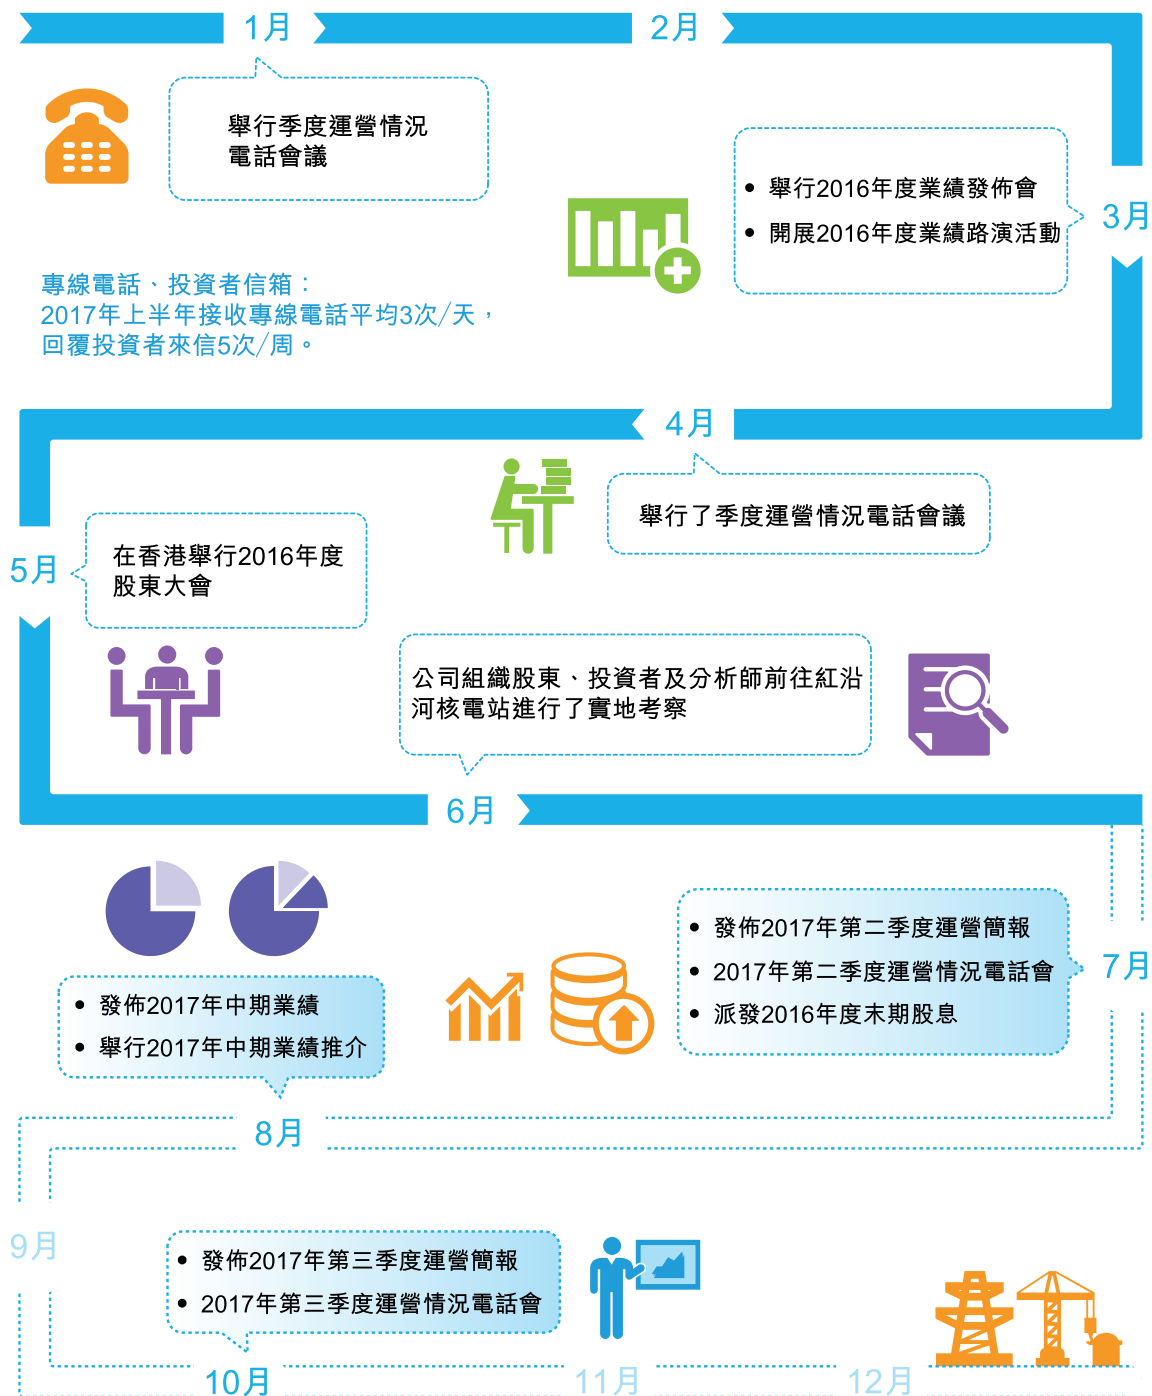 1月
2月
舉行季度運營情況
電話會議
• 舉行2016年度業績發佈會
• 開展2016年度業績路演活動
3月
專線電話、投資者信箱：
2017年上半年接收專線電話平均3次/天，
回覆投資者來信5次/周。
4月
舉行了季度運營情況電話會議
5月
在香港舉行2016年度
股東大會
公司組織股東、投資者及分析師前往紅沿
河核電站進行了實地考察
6月
• 發佈2017年第二季度運營簡報
• 2017年第二季度運營情況電話會
• 派發2016年度末期股息
7月
• 發佈2017年中期業績
• 舉行2017年中期業績推介
8月
9月
• 發佈2017年第三季度運營簡報
• 2017年第三季度運營情況電話會
10月
11月
12月